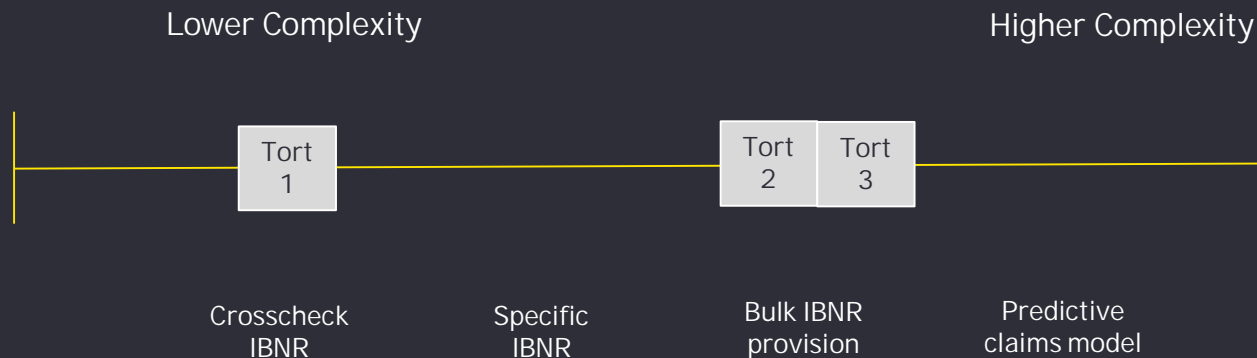 Lower Complexity
Higher Complexity
Tort
1
Tort
2
Tort
3
Crosscheck
IBNR
Specific
IBNR
Bulk IBNR
provision
Predictive
claims model